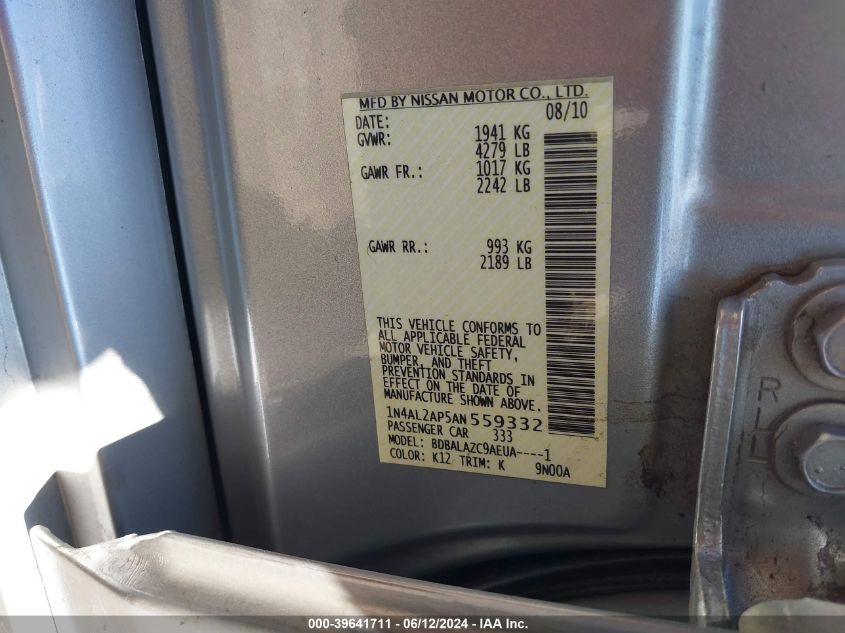 MFD BY NISSAN MOTOR CO., LTD.
DATE: 08/10
GVWR: 1941 KG
4279 LB
GAWR FR.: 1017 KG
2242 LB
GAWR RR.: 993 KG
2189 LB
THIS VEHICLE CONFORMS TO
ALL APPLICABLE FEDERAL
MOTOR VEHICLE SAFETY,
BUMPER, AND THEFT
PREVENTION STANDARDS IN
EFFECT ON THE DATE OF
MANUFACTURE SHOWN ABOVE.
1N4AL2AP5AN 559332
PASSENGER CAR 333
MODEL: BDBALAZC9AEUA----1
COLOR: K12 TRIM: K 9N00A
000-39641711 - 06/12/2024 - IAA Inc.